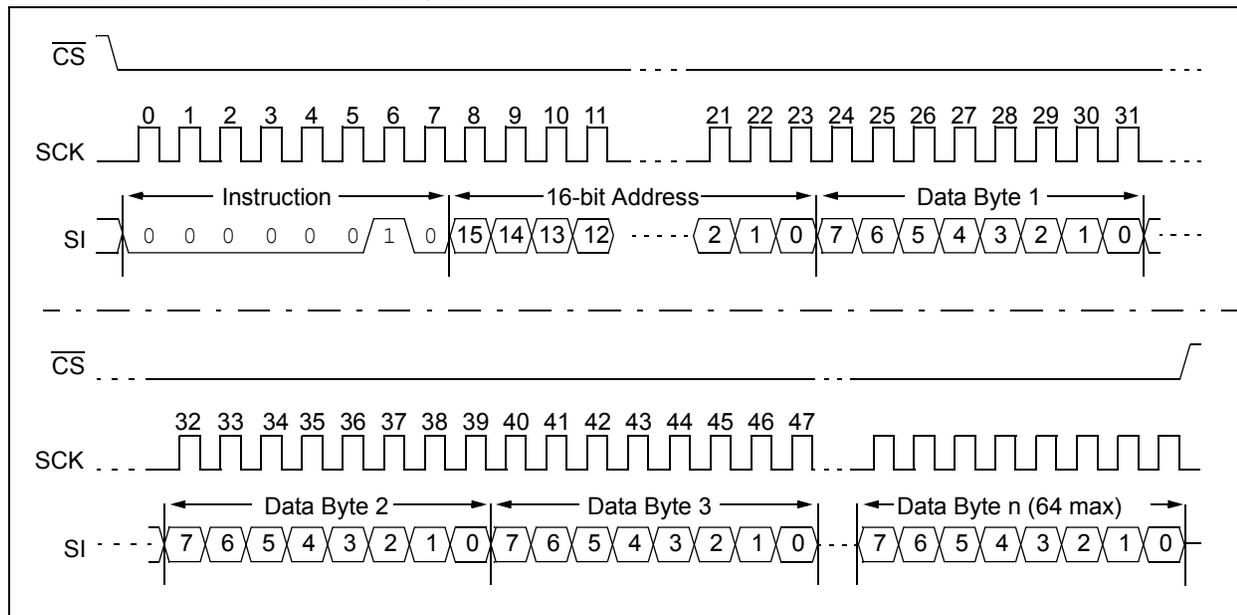 CS
0 1 2 3 4 5 6 7 8 9 10 11 21 22 23 24 25 26 27 28 29 30 31
SCK
Instruction 16-bit Address Data Byte 1
SI 0 0 0 0 0 0 1 0 15 14 13 12 2 1 0 7 6 5 4 3 2 1 0
CS
32 33 34 35 36 37 38 39 40 41 42 43 44 45 46 47
SCK
Data Byte 2 Data Byte 3 Data Byte n (64 max)
SI 7 6 5 4 3 2 1 0 7 6 5 4 3 2 1 0 7 6 5 4 3 2 1 0